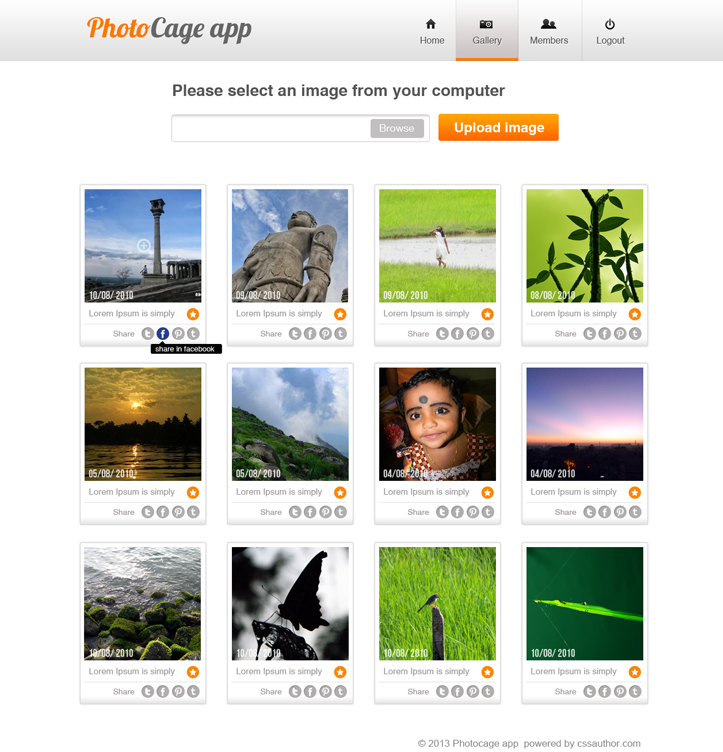 PhotoCage app
Home Gallery Members Logout
Please select an image from your computer
Browse Upload image
10/08/ 2010 09/08/ 2010 09/08/ 2010 08/08/ 2010
Lorem Ipsum is simply Lorem Ipsum is simply Lorem Ipsum is simply Lorem Ipsum is simply
Share Share Share Share
share in facebook
05/08/ 2010 05/08/ 2010 04/08/ 2010 04/08/ 2010
Lorem Ipsum is simply Lorem Ipsum is simply Lorem Ipsum is simply Lorem Ipsum is simply
Share Share Share Share
10/08/ 2010 10/08/ 2010 10/08/ 2010 10/08/ 2010
Lorem Ipsum is simply Lorem Ipsum is simply Lorem Ipsum is simply Lorem Ipsum is simply
Share Share Share Share
© 2013 Photocage app powered by cssauthor.com